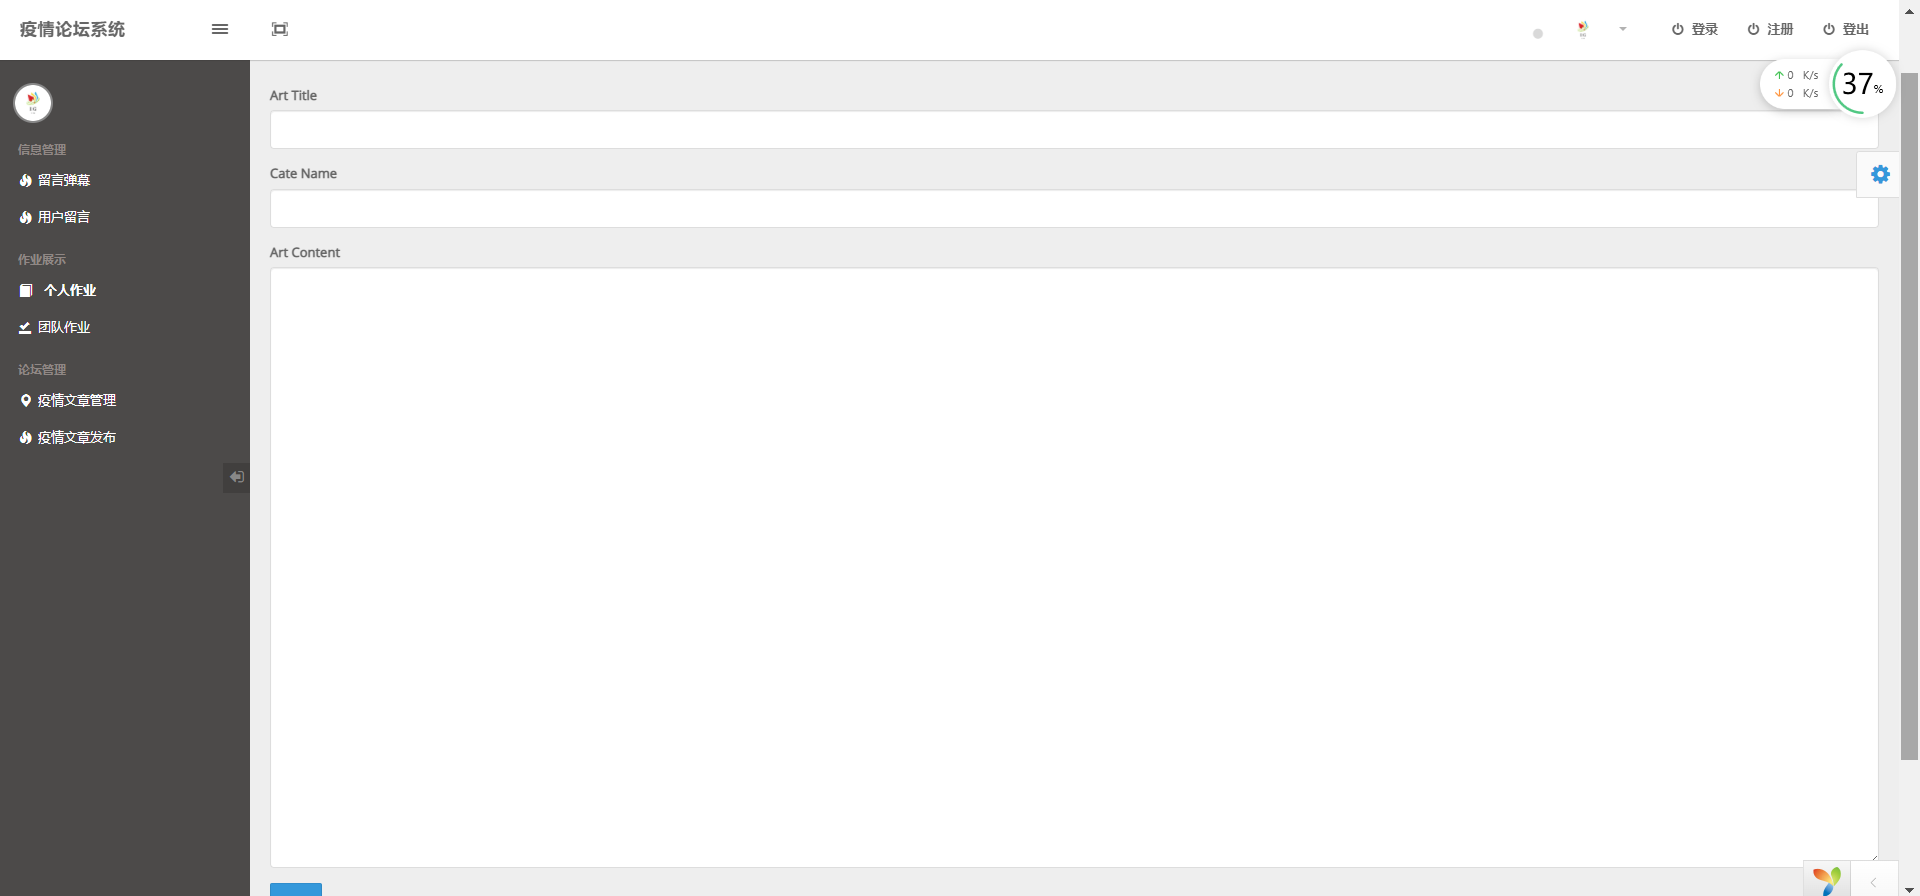 疫情论坛系统
登录
注册
登出
0 K/s
0 K/s
37%
信息管理
留言弹幕
用户留言
作业展示
个人作业
团队作业
论坛管理
疫情文章管理
疫情文章发布
Art Title
Cate Name
Art Content